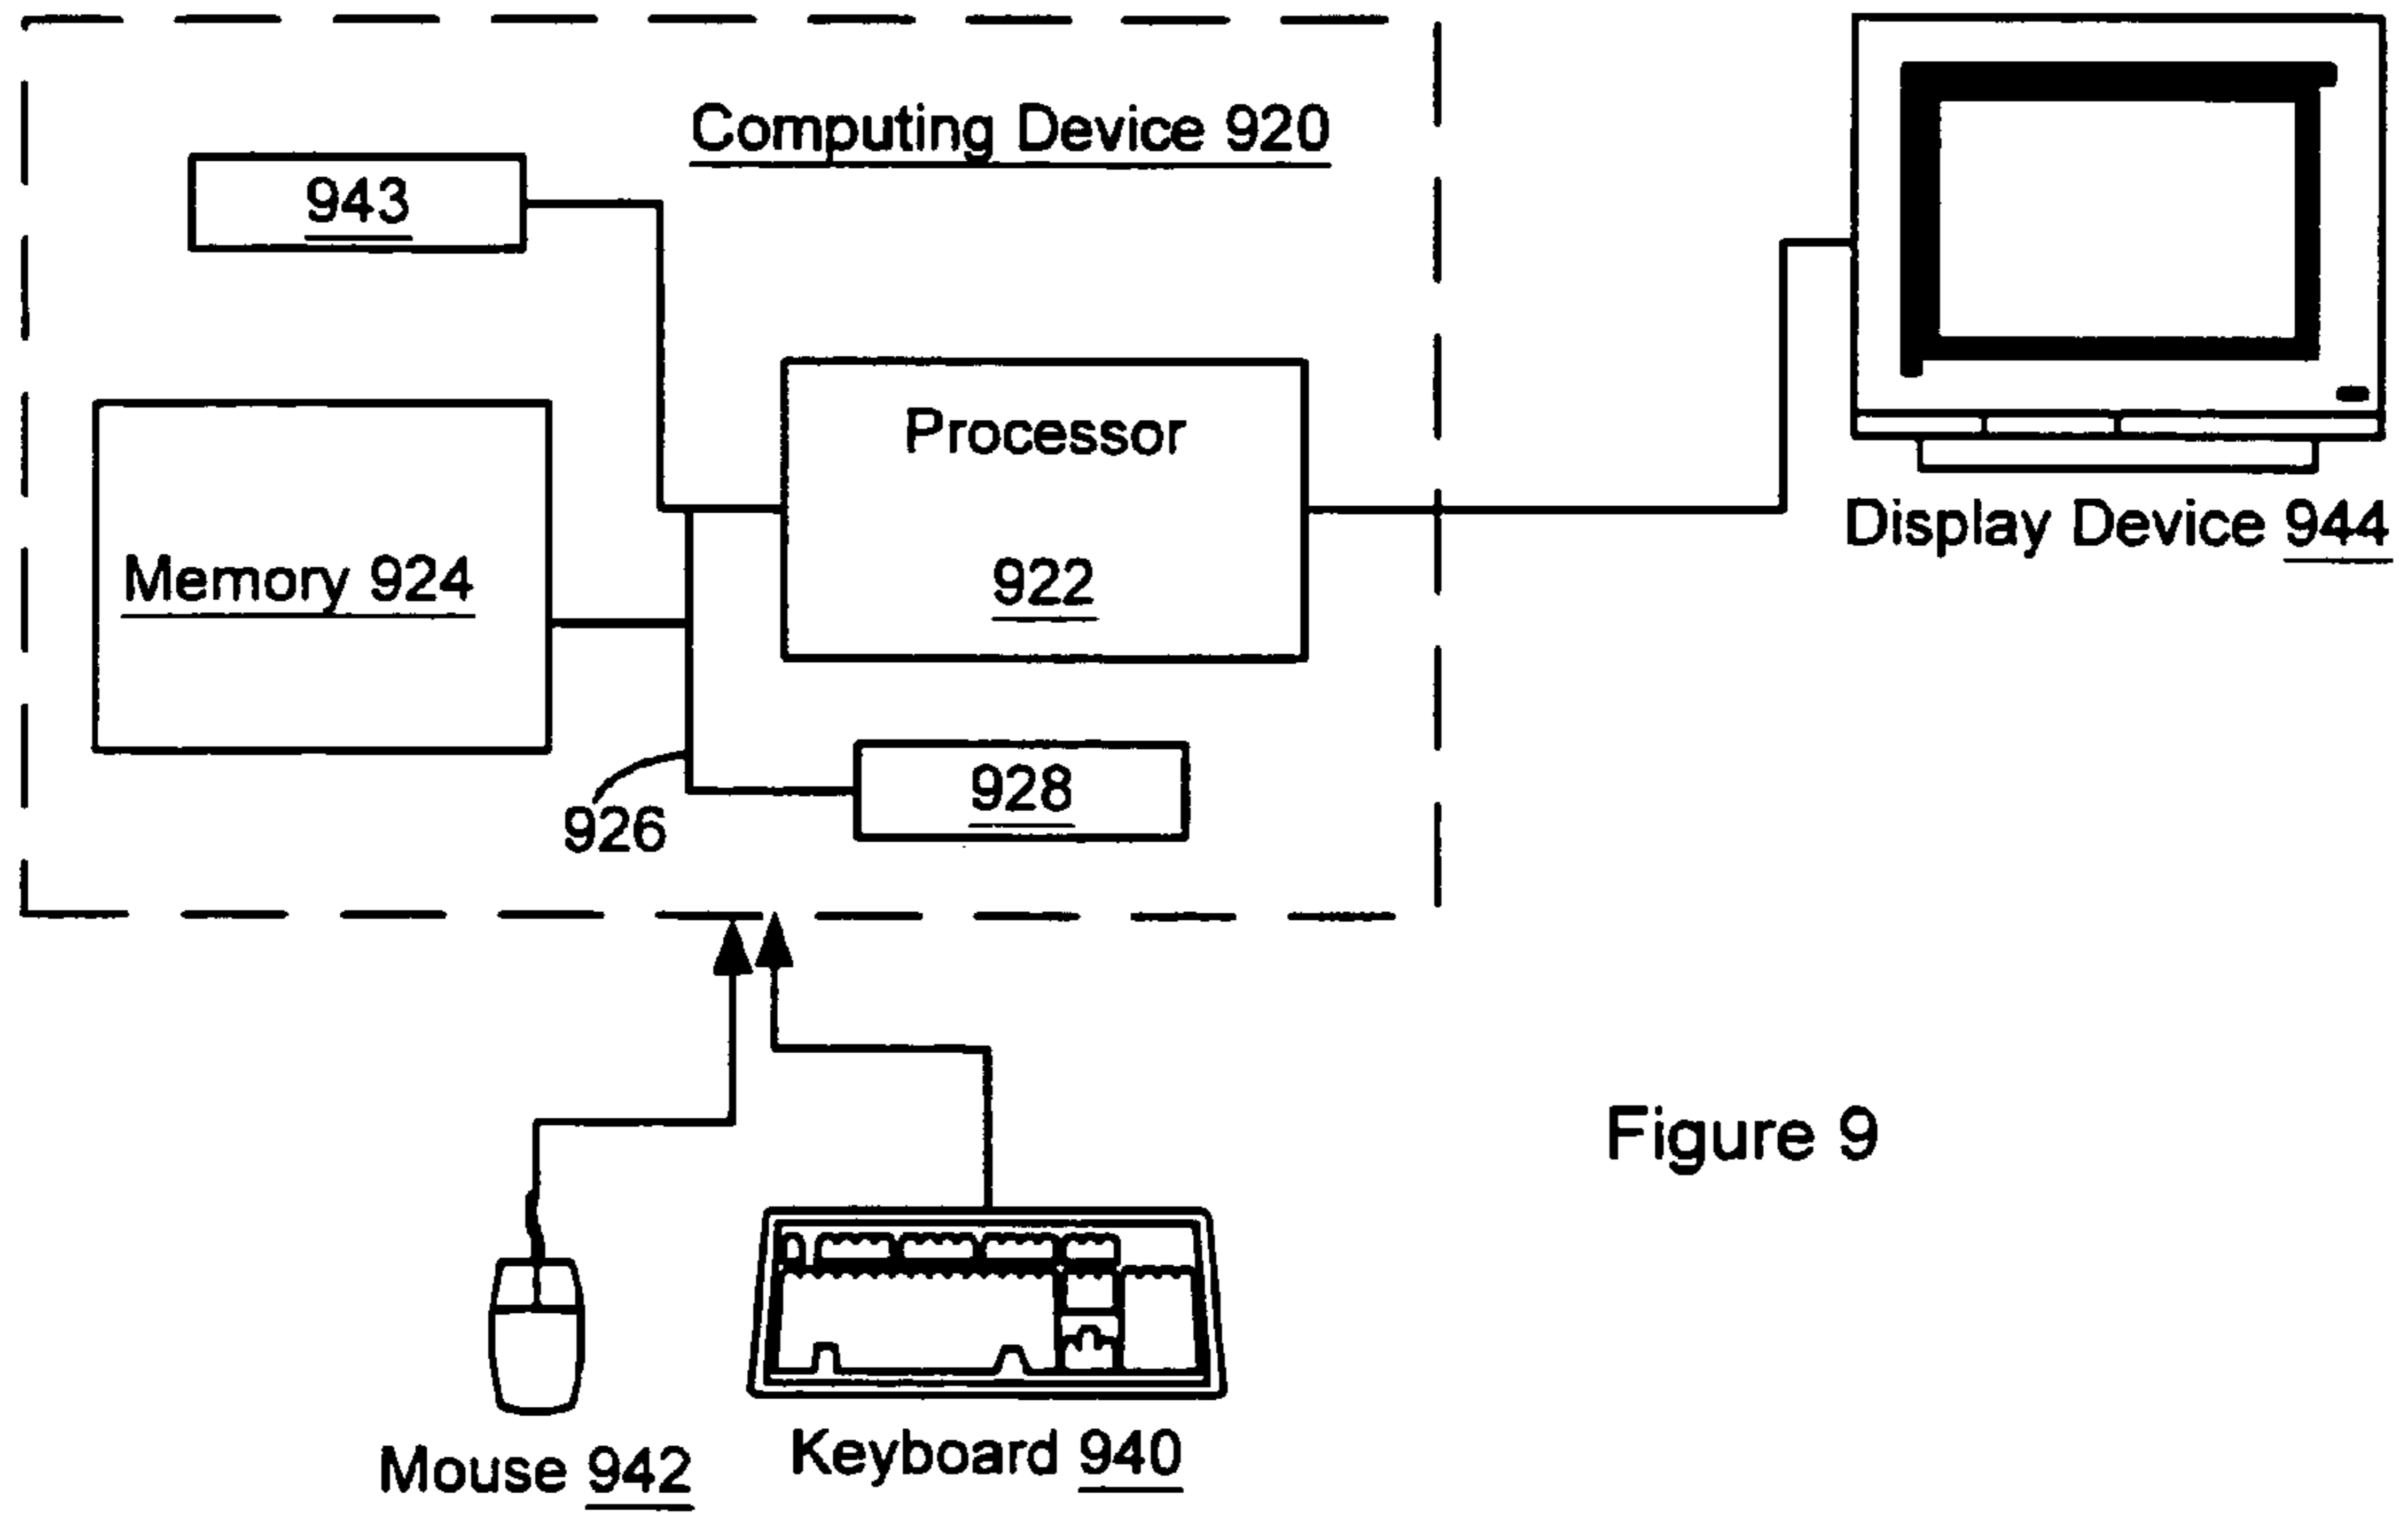 Computing Device 920
943
Processor
922
Memory 924
926
928
Display Device 944
Figure 9
Mouse 942
Keyboard 940